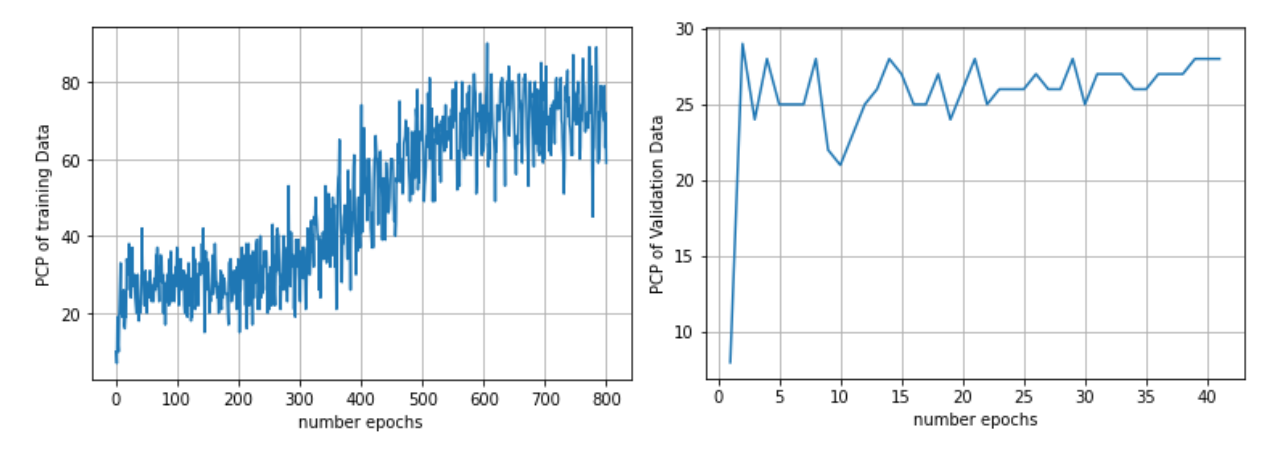 PCP of training Data
80
60
40
20
0 100 200 300 400 500 600 700 800
number epochs
PCP of Validation Data
30
25
20
15
10
0 5 10 15 20 25 30 35 40
number epochs